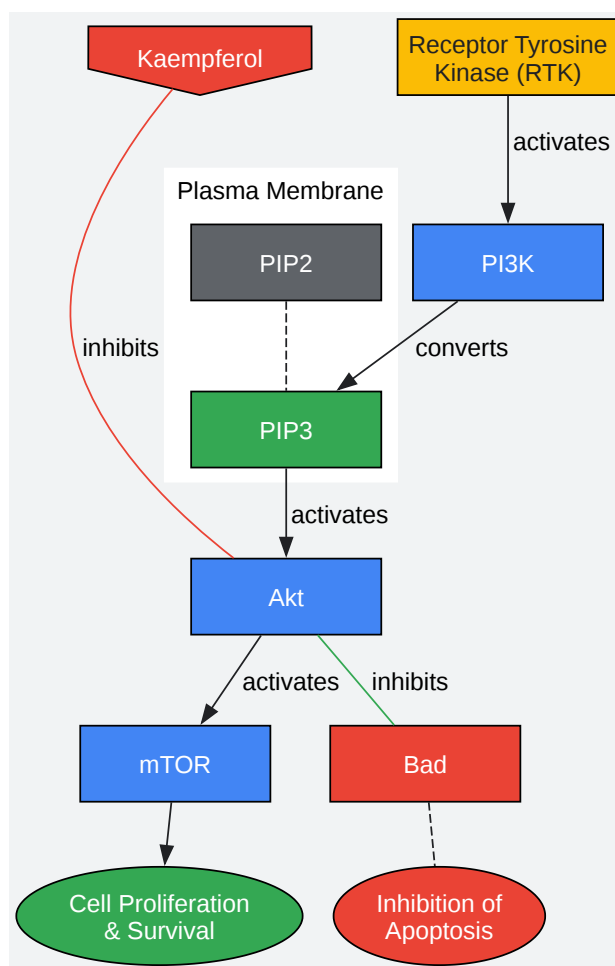 Kaempferol
Receptor Tyrosine
Kinase (RTK)
activates
Plasma Membrane
PIP2
PI3K
inhibits
converts
PIP3
activates
Akt
activates
inhibits
mTOR
Bad
Cell Proliferation
& Survival
Inhibition of
Apoptosis